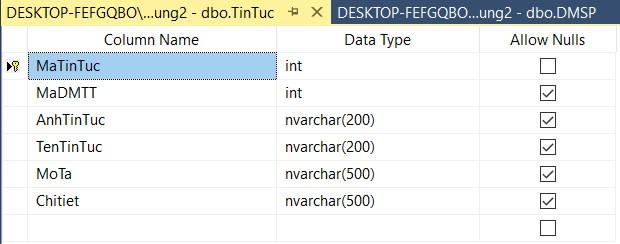 DESKTOP-FEFGQBO\...ung2 - dbo.TinTuc DESKTOP-FEFGQBO...ung2 - dbo.DMSP
Column Name Data Type Allow Nulls
MaTinTuc int
MaDMTT int
AnhTinTuc nvarchar(200)
TenTinTuc nvarchar(200)
MoTa nvarchar(500)
Chitiet nvarchar(500)